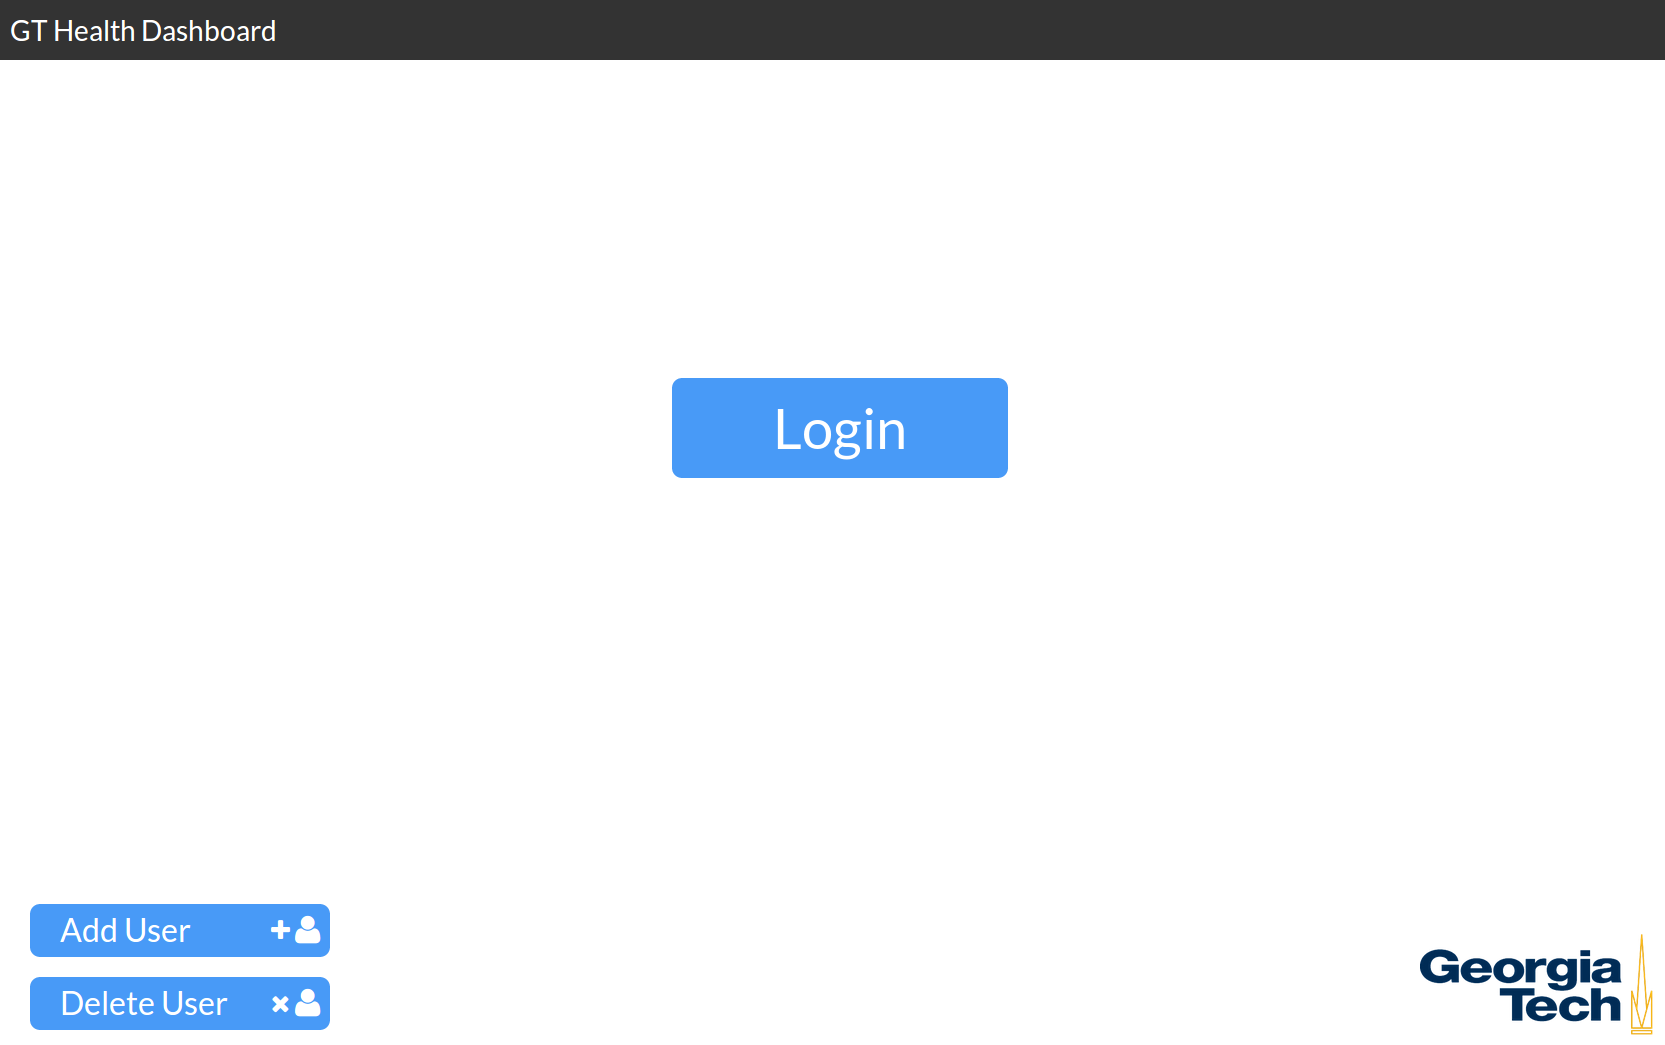 GT Health Dashboard
Login
Add User
Delete User
Georgia
Tech